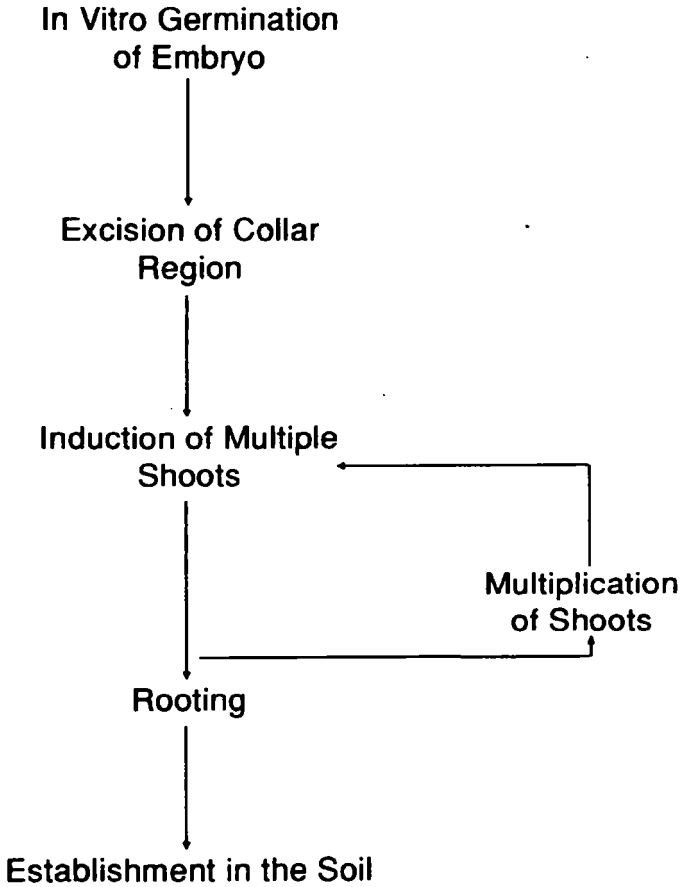 In Vitro Germination
of Embryo
Excision of Collar
Region
Induction of Multiple
Shoots
Multiplication
of Shoots
Rooting
Establishment in the Soil